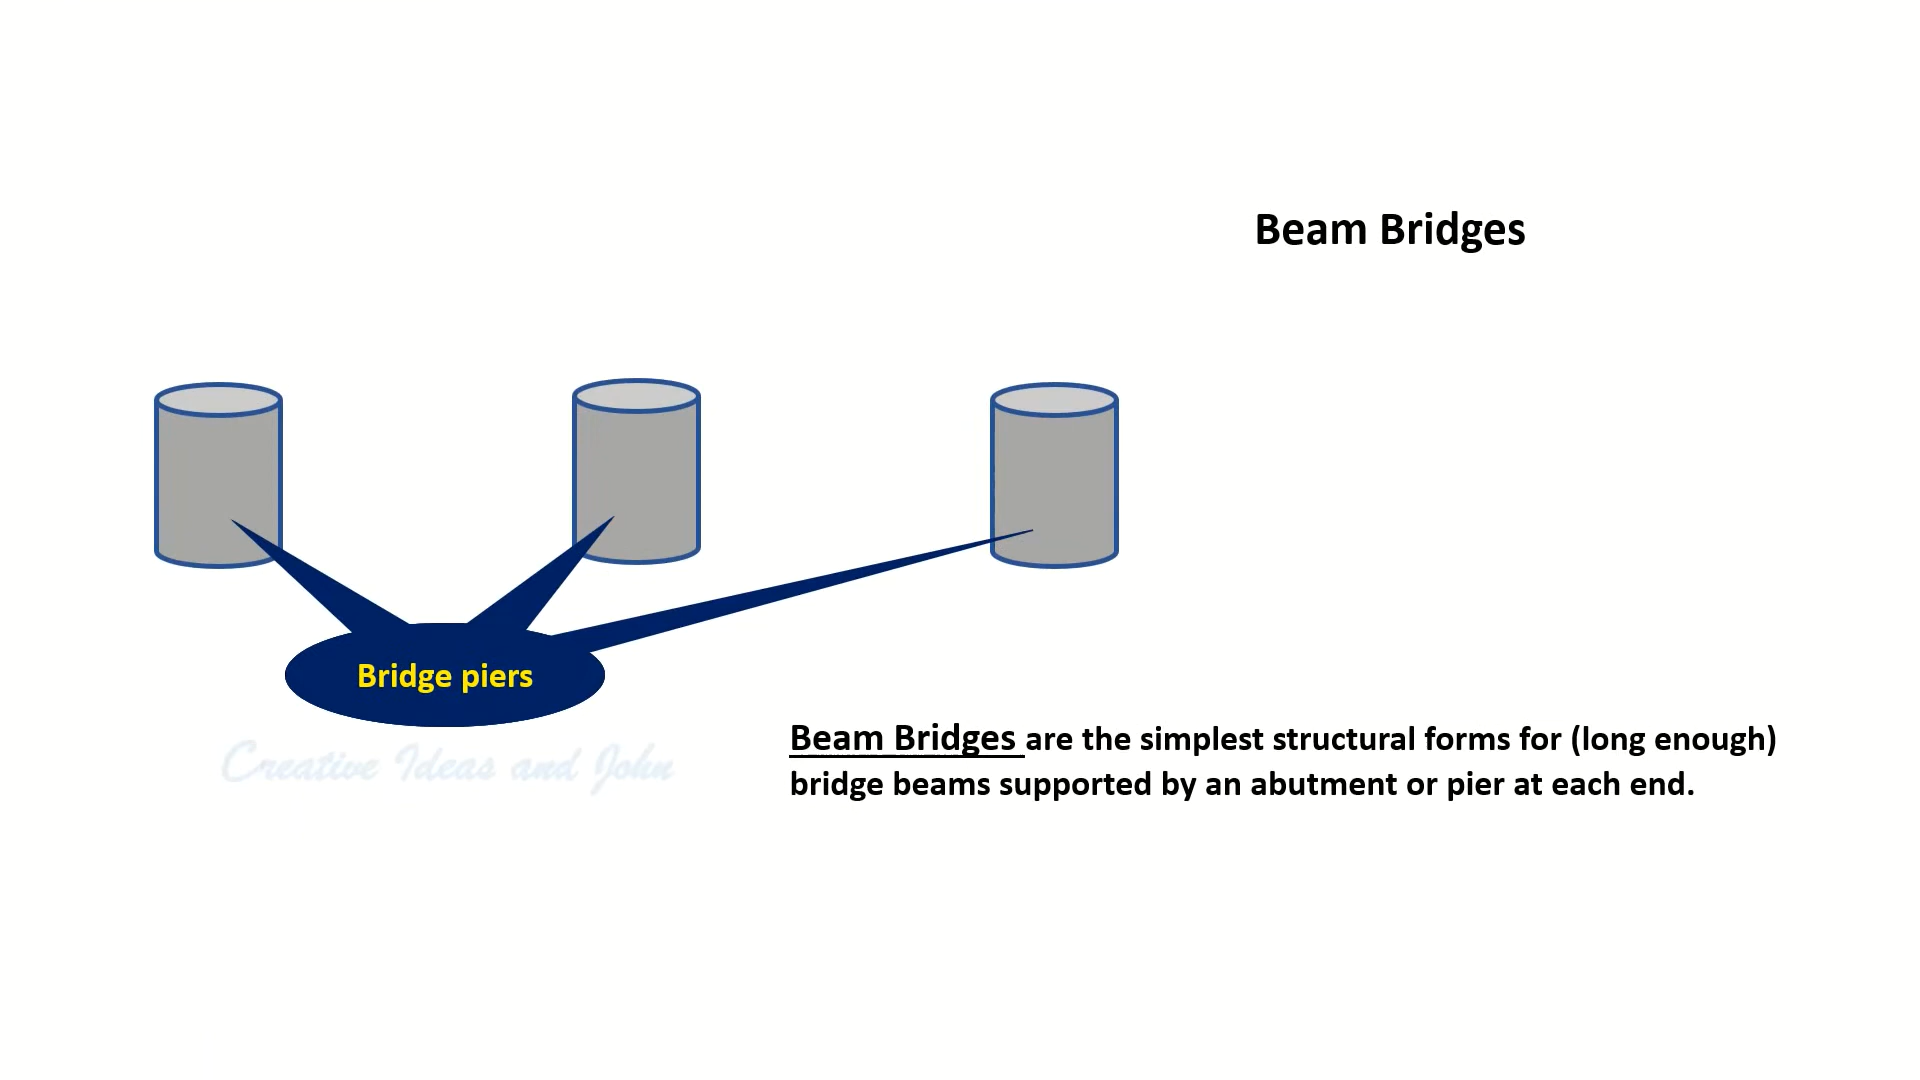 Beam Bridges
Bridge piers
Beam Bridges are the simplest structural forms for (long enough)
bridge beams supported by an abutment or pier at each end.
Creative Ideas and John